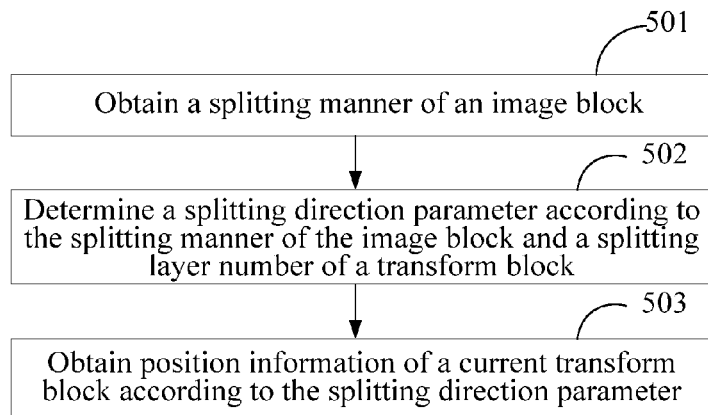 501
Obtain a splitting manner of an image block
502
Determine a splitting direction parameter according to
the splitting manner of the image block and a splitting
layer number of a transform block
503
Obtain position information of a current transform
block according to the splitting direction parameter